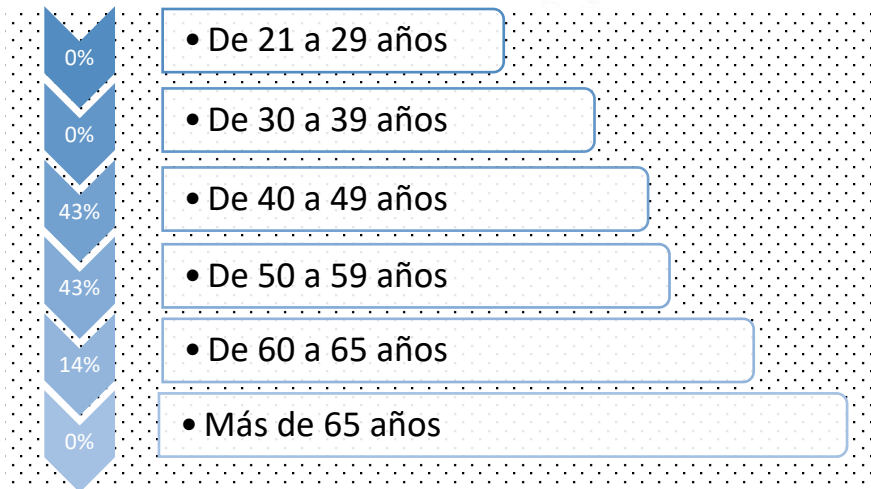 0%
• De 21 a 29 años
0%
• De 30 a 39 años
43%
• De 40 a 49 años
43%
• De 50 a 59 años
14%
• De 60 a 65 años
0%
• Más de 65 años